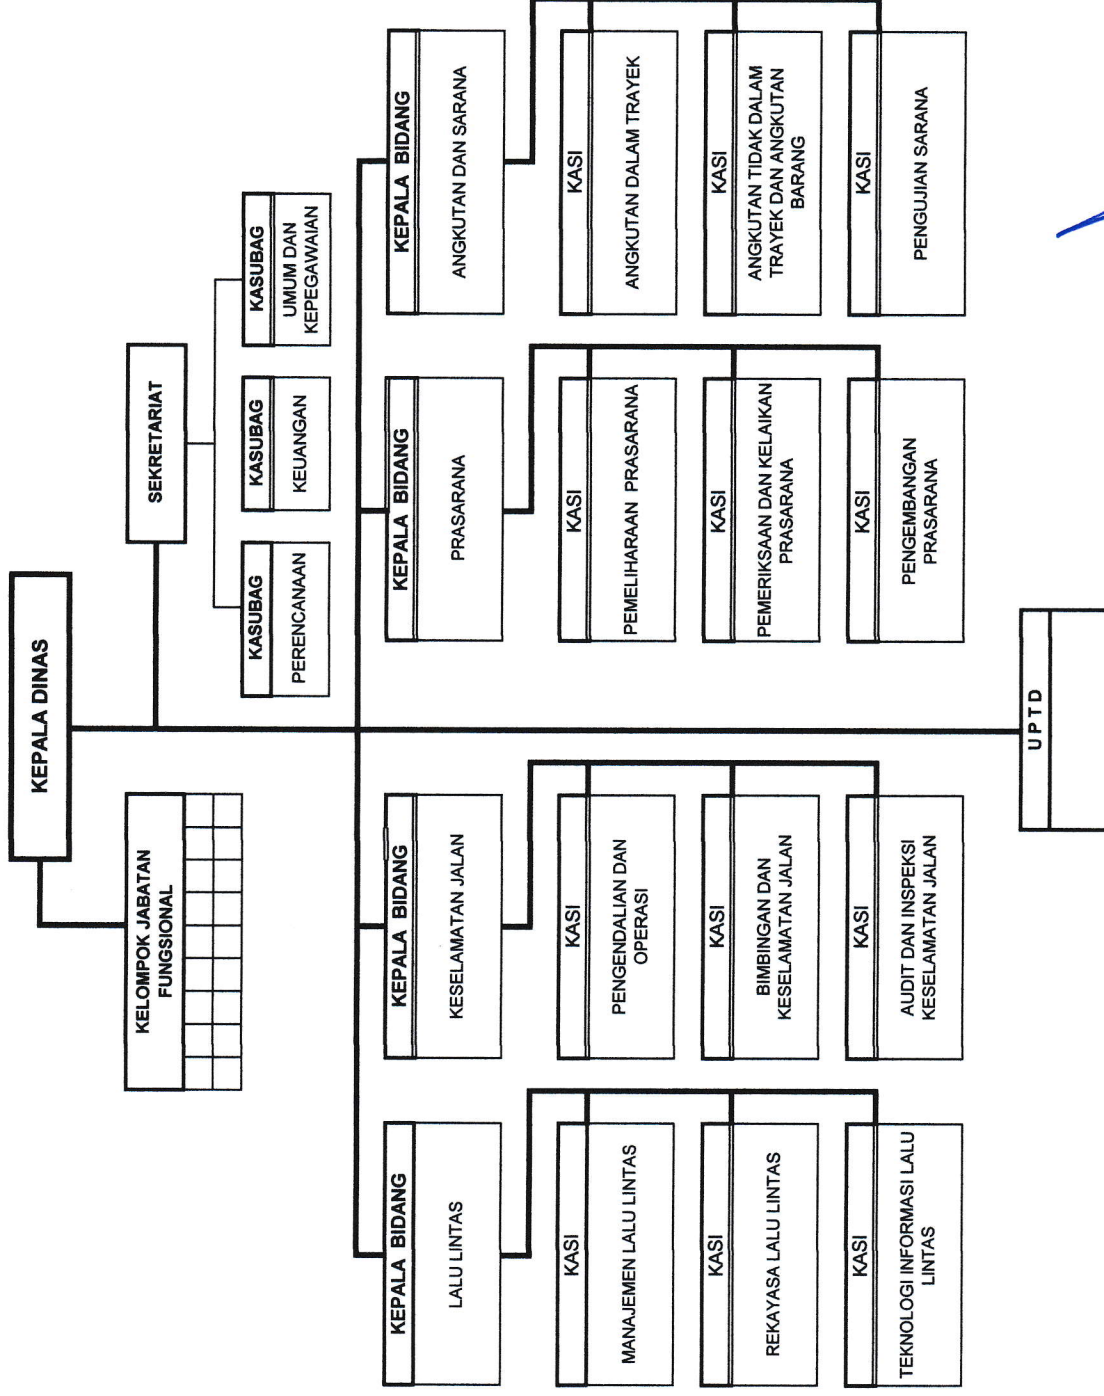 KEPALA DINAS
KELOMPOK JABATAN
FUNGSIONAL
SEKRETARIAT
KASUBAG
PERENCANAAN
KASUBAG
KEUANGAN
KASUBAG
UMUM DAN
KEPEGAWAIAN
KEPALA BIDANG
LALU LINTAS
KASI
MANAJEMEN LALU LINTAS
KASI
REKAYASA LALU LINTAS
KASI
TEKNOLOGI INFORMASI LALU
LINTAS
KEPALA BIDANG
KESELAMATAN JALAN
KASI
PENGENDALIAN DAN
OPERASI
KASI
BIMBINGAN DAN
KESELAMATAN JALAN
KASI
AUDIT DAN INSPEKSI
KESELAMATAN JALAN
KEPALA BIDANG
PRASARANA
KASI
PEMELIHARAAN PRASARANA
KASI
PEMERIKSAAN DAN KELAIKAN
PRASARANA
KASI
PENGEMBANGAN
PRASARANA
KEPALA BIDANG
ANGKUTAN DAN SARANA
KASI
ANGKUTAN DALAM TRAYEK
KASI
ANGKUTAN TIDAK DALAM
TRAYEK DAN ANGKUTAN
BARANG
KASI
PENGUJIAN SARANA
U P T D